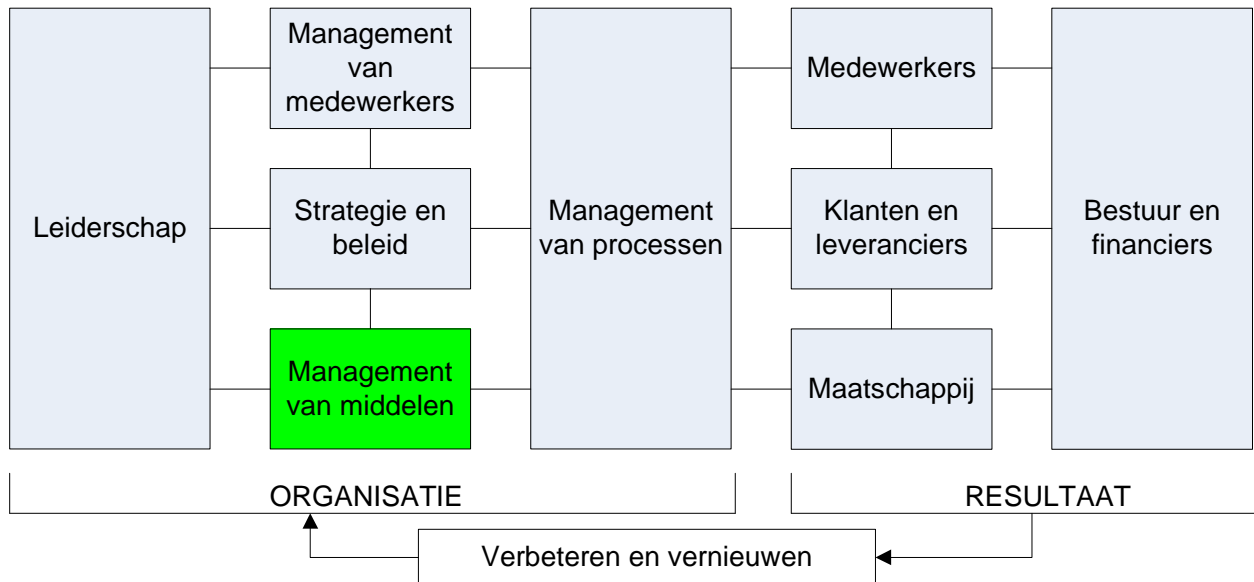 Leiderschap
Management
van
medewerkers
Strategie en
beleid
Management
van middelen
Management
van processen
Medewerkers
Klanten en
leveranciers
Maatschappij
Bestuur en
financiers
ORGANISATIE
RESULTAAT
Verbeteren en vernieuwen